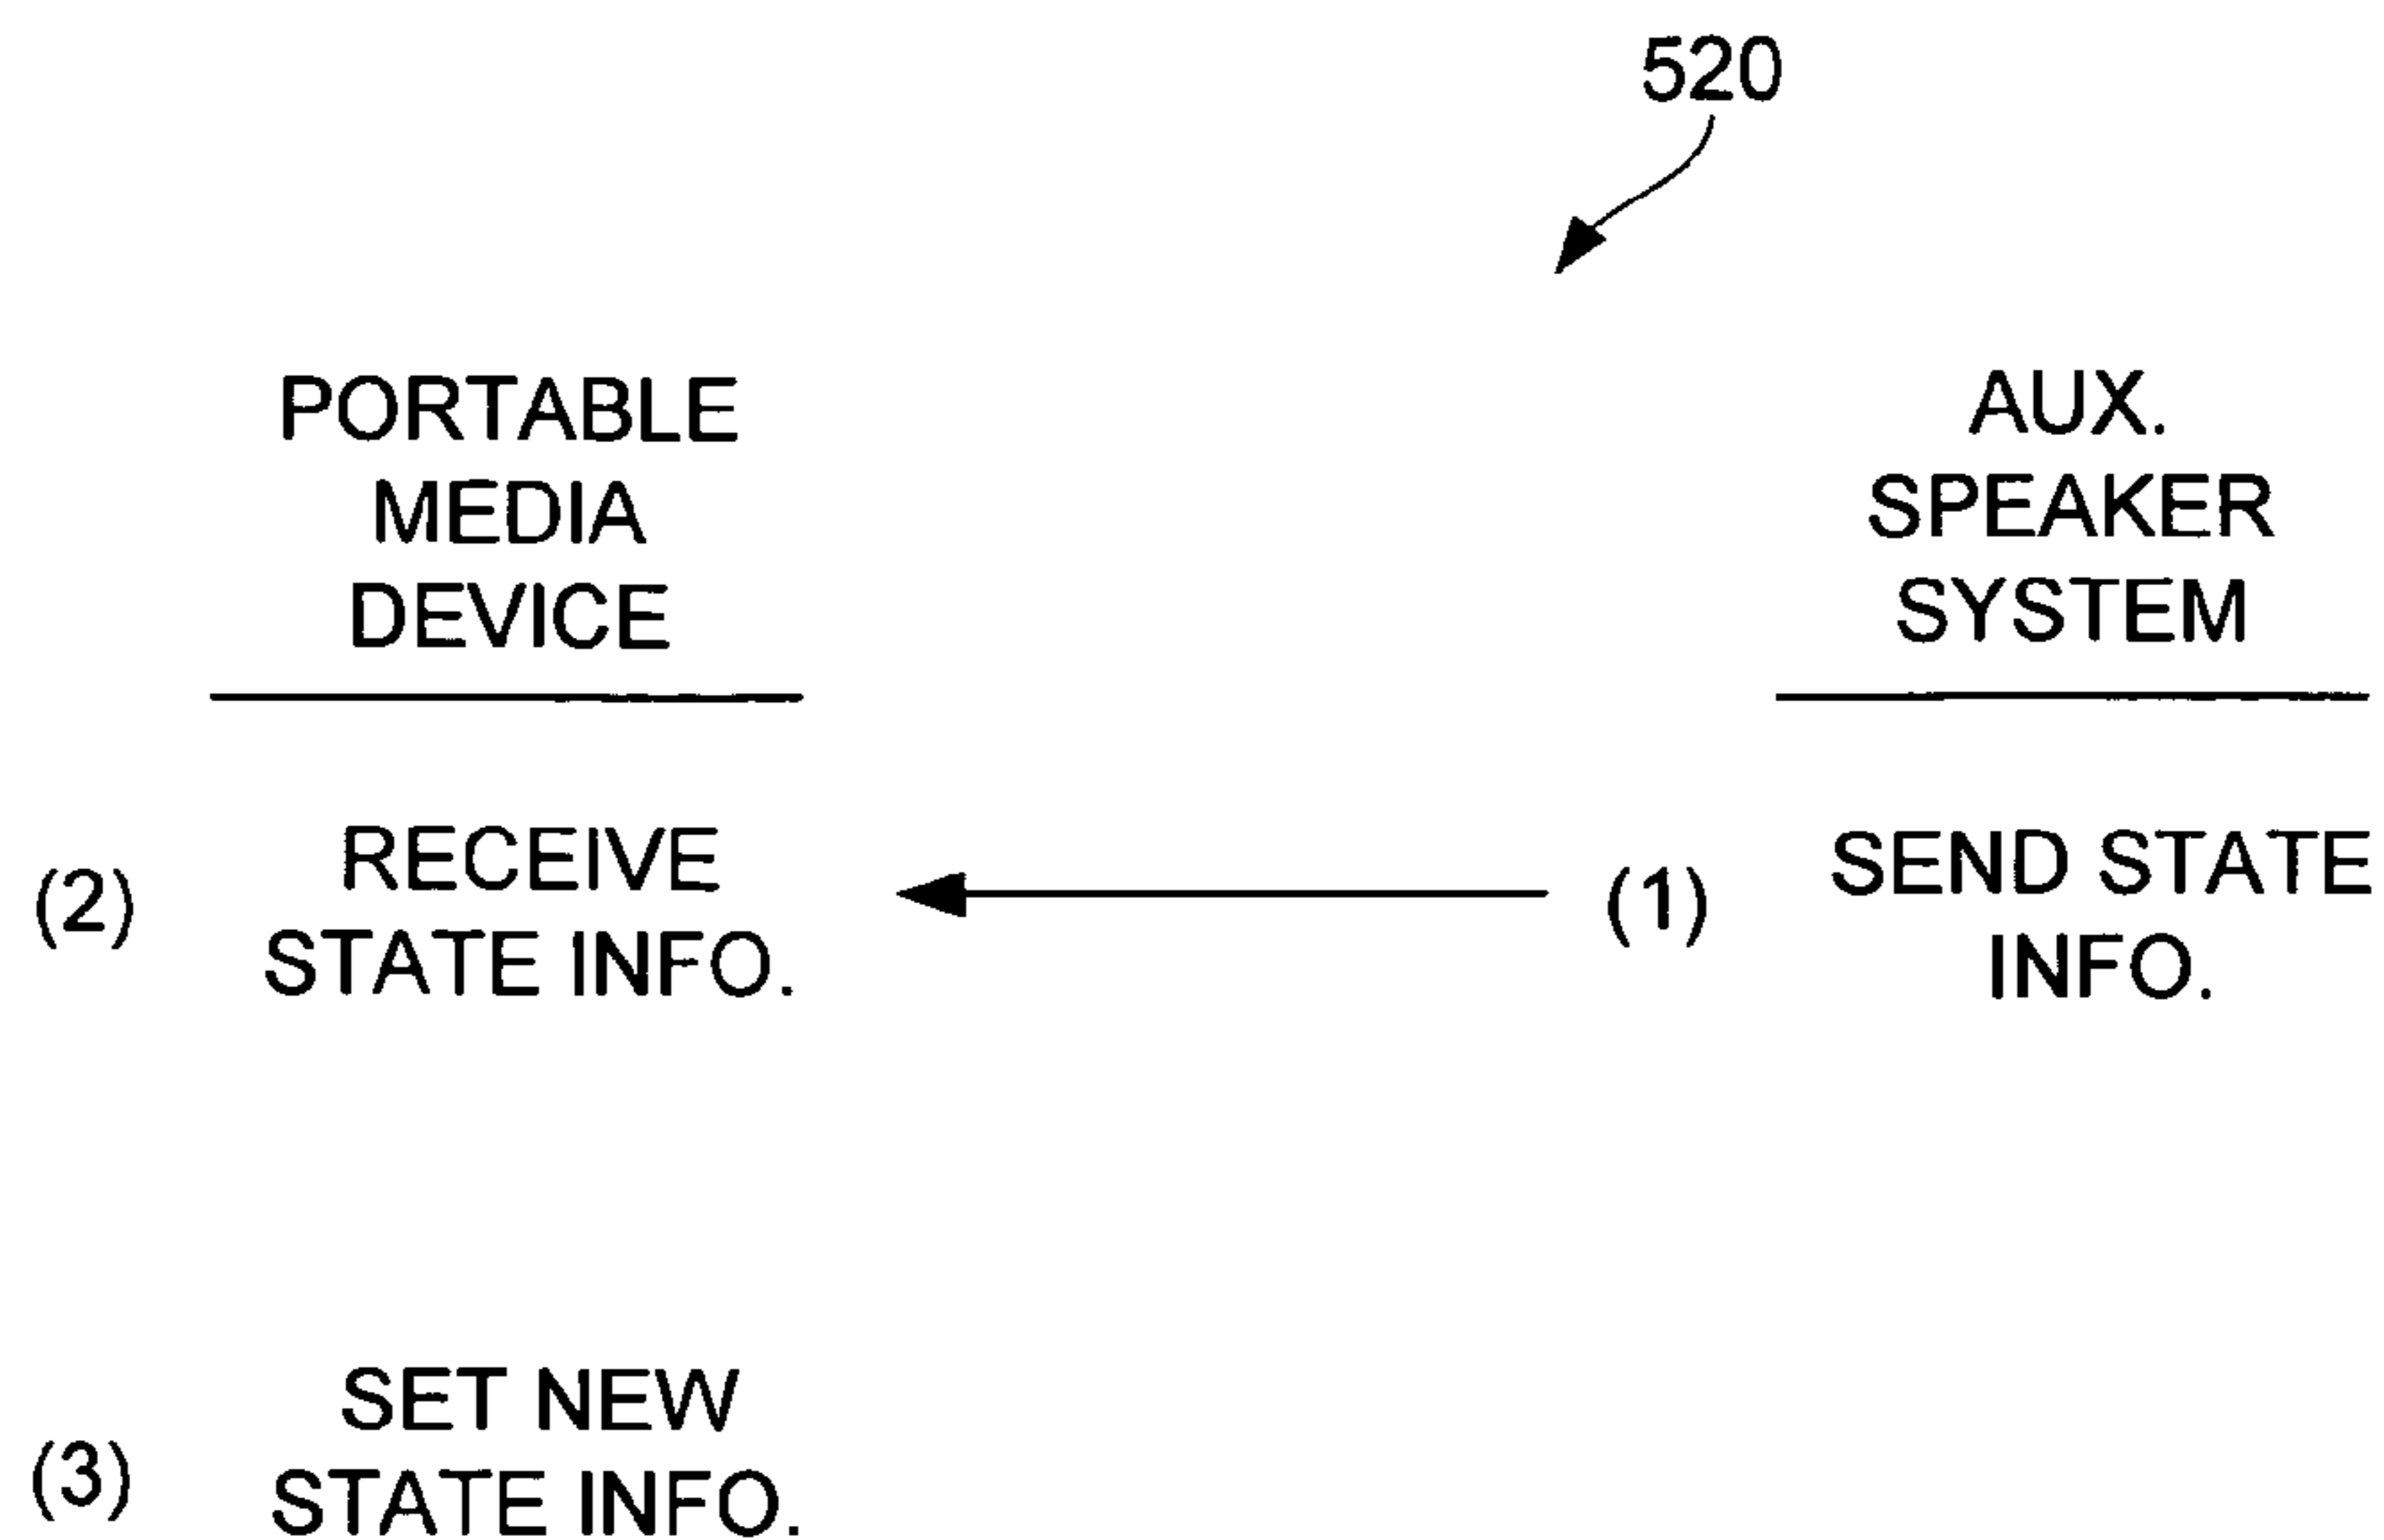 520
PORTABLE
MEDIA
DEVICE
AUX.
SPEAKER
SYSTEM
(2)
RECEIVE
STATE INFO.
(1)
SEND STATE
INFO.
(3)
SET NEW
STATE INFO.